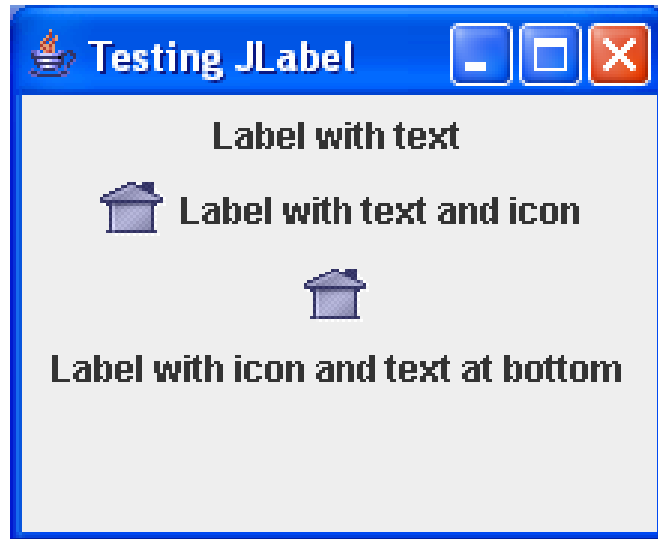 Testing JLabel
Label with text
Label with text and icon
Label with icon and text at bottom